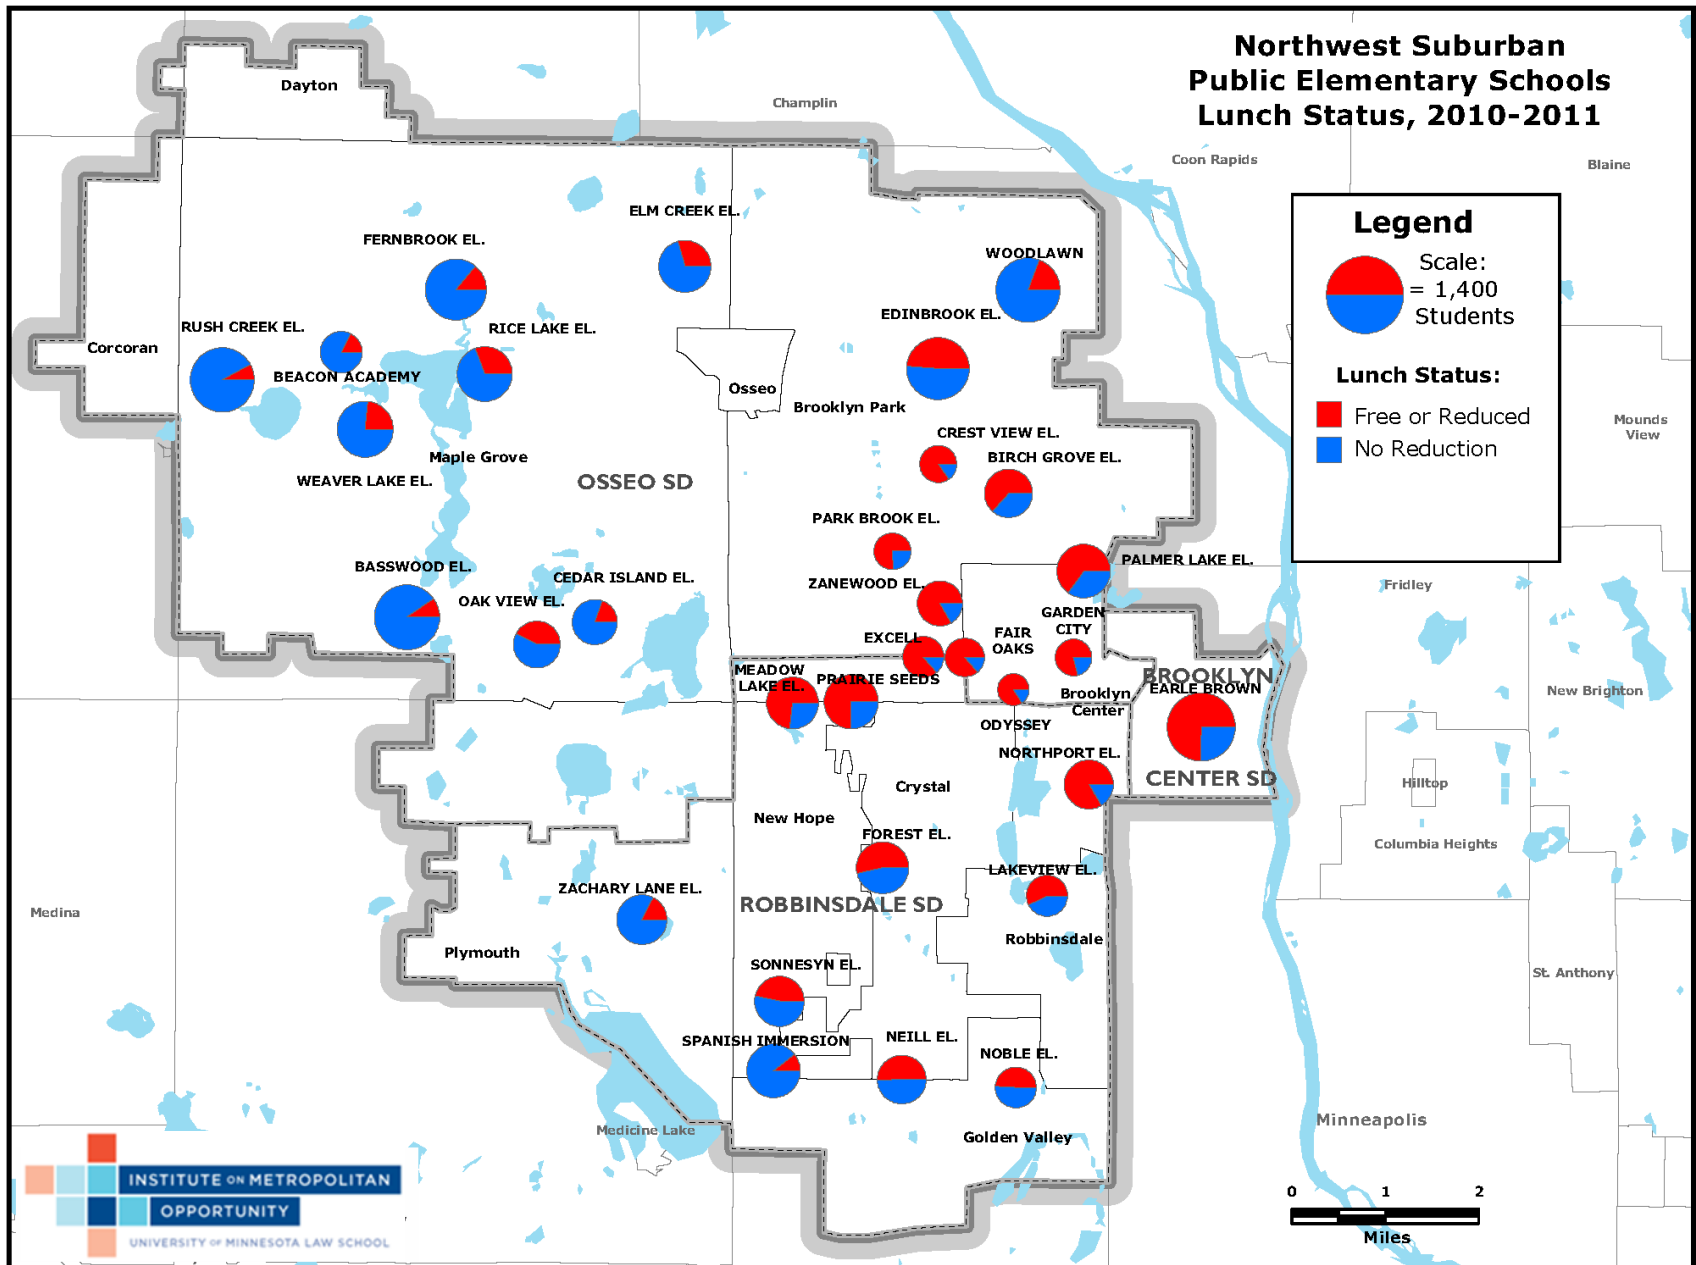 Northwest Suburban
Public Elementary Schools
Lunch Status, 2010-2011
Dayton
Champlin
Coon Rapids
Blaine
Legend
Scale:
= 1,400
Students
Lunch Status:
Free or Reduced
No Reduction
ELM CREEK EL.
FERNBROOK EL.
WOODLAWN
EDINBROOK EL.
RUSH CREEK EL.
RICE LAKE EL.
Corcoran
BEACON ACADEMY
Osseo
Brooklyn Park
Mounds
View
CREST VIEW EL.
BIRCH GROVE EL.
Maple Grove
WEAVER LAKE EL.
OSSEO SD
PARK BROOK EL.
PALMER LAKE EL.
BASSWOOD EL.
CEDAR ISLAND EL.
ZANEWOOD EL.
Fridley
OAK VIEW EL.
GARDEN
CITY
EXCELL
FAIR
OAKS
MEADOW
LAKE EL.
PRAIRIE SEEDS
BROOKLYN
EARLE BROWN
New Brighton
Brooklyn
Center
ODYSSEY
NORTHPORT EL.
CENTER SD
Hilltop
Crystal
New Hope
FOREST EL.
Columbia Heights
LAKEVIEW EL.
ZACHARY LANE EL.
ROBBINSDALE SD
Medina
Robbinsdale
Plymouth
SONNESYN EL.
St. Anthony
SPANISH IMMERSION
NEILL EL.
NOBLE EL.
Minneapolis
Medicine Lake
Golden Valley
INSTITUTE ON METROPOLITAN
OPPORTUNITY
UNIVERSITY OF MINNESOTA LAW SCHOOL
0 1 2
Miles